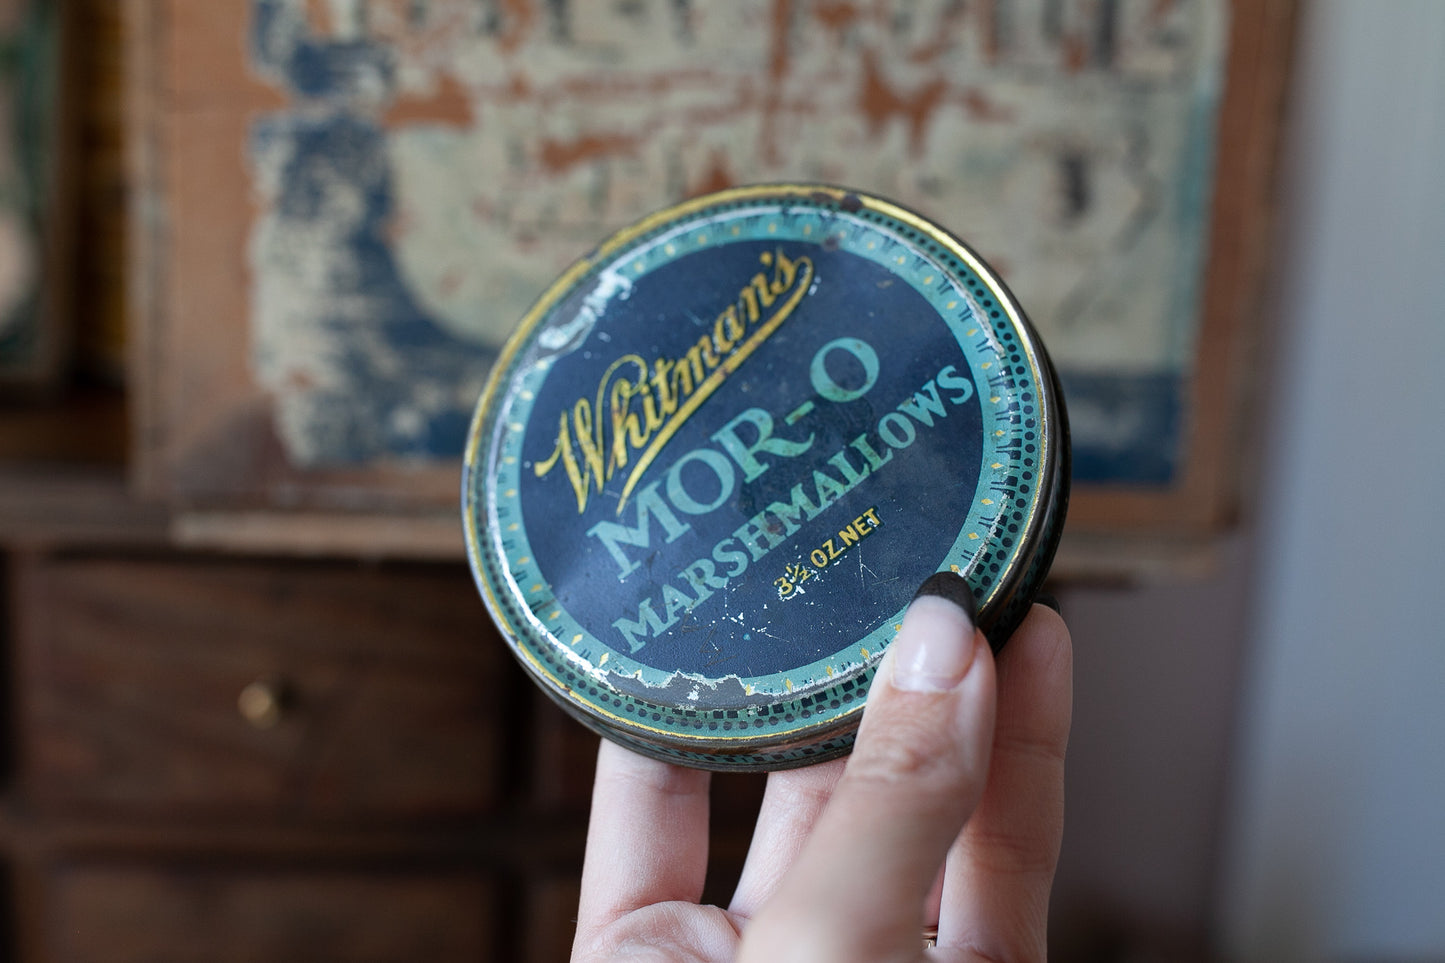 Whitman's
MOR-O
MARSHMALLOWS
3½ OZ. NET